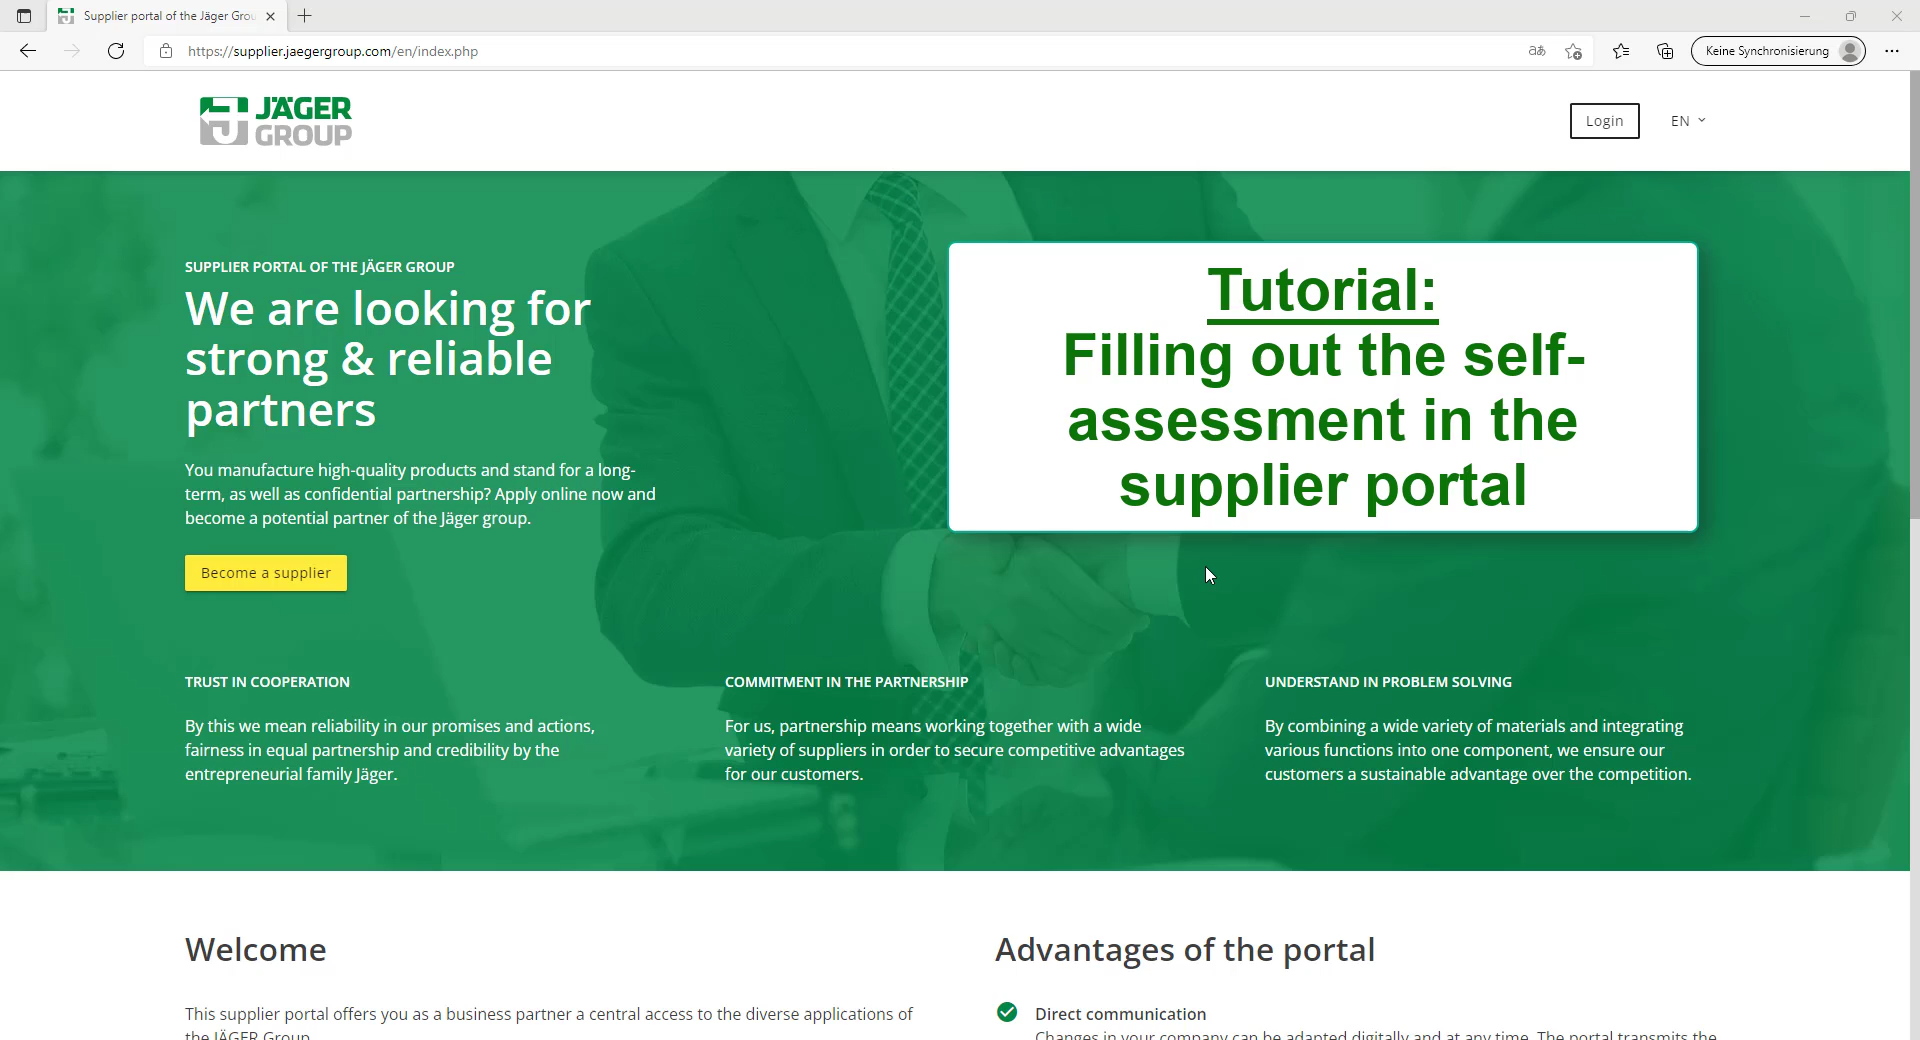 Supplier portal of the Jäger Grou
https://supplier.jaegergroup.com/en/index.php
Keine Synchronisierung
JÄGER
GROUP
Login
EN
SUPPLIER PORTAL OF THE JÄGER GROUP
We are looking for
strong & reliable
partners
You manufacture high-quality products and stand for a long-
term, as well as confidential partnership? Apply online now and
become a potential partner of the Jäger group.
Become a supplier
Tutorial:
Filling out the self-
assessment in the
supplier portal
TRUST IN COOPERATION
By this we mean reliability in our promises and actions,
fairness in equal partnership and credibility by the
entrepreneurial family Jäger.
COMMITMENT IN THE PARTNERSHIP
For us, partnership means working together with a wide
variety of suppliers in order to secure competitive advantages
for our customers.
UNDERSTAND IN PROBLEM SOLVING
By combining a wide variety of materials and integrating
various functions into one component, we ensure our
customers a sustainable advantage over the competition.
Welcome
This supplier portal offers you as a business partner a central access to the diverse applications of
the JÄGER Group.
Advantages of the portal
Direct communication
Changes in your company can be adapted digitally and at any time. The portal transmits the